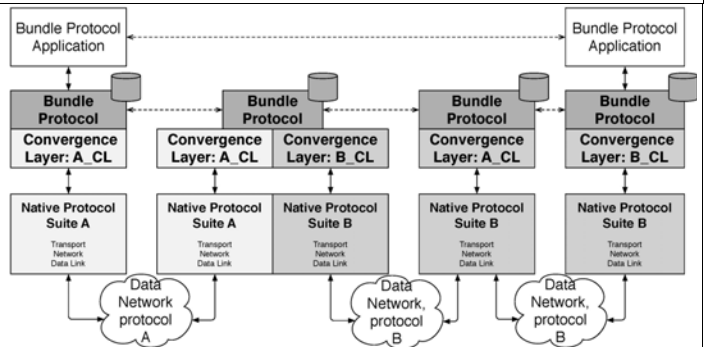 Bundle Protocol
Application
Bundle Protocol
Application
Bundle
Protocol
Bundle
Protocol
Bundle
Protocol
Bundle
Protocol
Convergence
Layer: A_CL
Convergence
Layer: A_CL
Convergence
Layer: B_CL
Convergence
Layer: A_CL
Convergence
Layer: B_CL
Native Protocol
Suite A
Transport
Network
Data Link
Native Protocol
Suite A
Transport
Network
Data Link
Native Protocol
Suite B
Transport
Network
Data Link
Native Protocol
Suite B
Transport
Network
Data Link
Native Protocol
Suite B
Transport
Network
Data Link
Data
Network
protocol
A
Data
Network,
protocol
B
Data
Network,
protocol
B